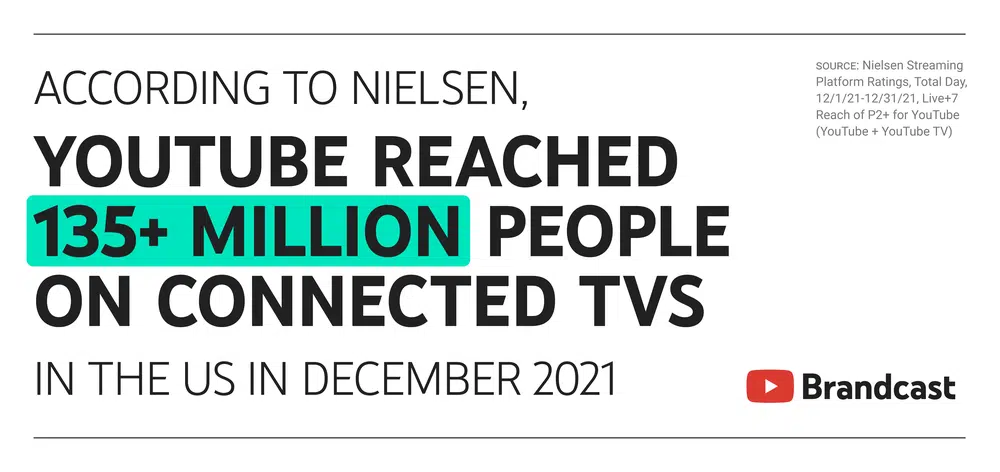 ACCORDING TO NIELSEN,
YOUTUBE REACHED
135+ MILLION PEOPLE
ON CONNECTED TVS
IN THE US IN DECEMBER 2021
SOURCE: Nielsen Streaming
Platform Ratings, Total Day,
12/1/21-12/31/21, Live+7
Reach of P2+ for YouTube
(YouTube + YouTube TV)
Brandcast